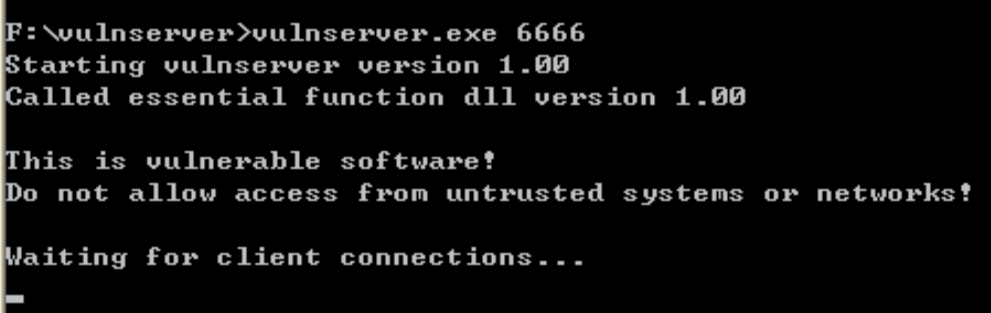 F:\vulnserver>vulnserver.exe 6666
Starting vulnserver version 1.00
Called essential function dll version 1.00
This is vulnerable software!
Do not allow access from untrusted systems or networks!
Waiting for client connections...